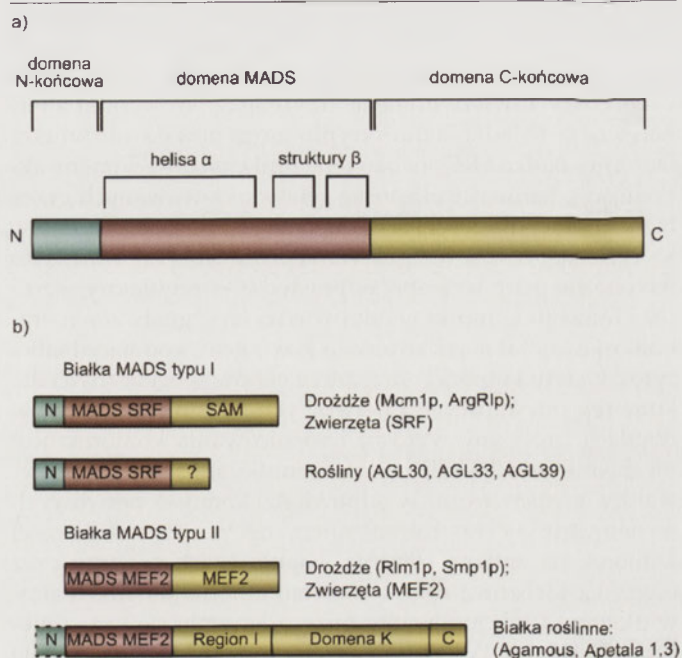 a)
domena
N-końcowa
domena MADS
domena C-końcowa
helisa α
struktury β
N
C
b)
Białka MADS typu I
N MADS SRF SAM
Drożdże (Mcm1p, ArgRIp);
Zwierzęta (SRF)
N MADS SRF ?
Rośliny (AGL30, AGL33, AGL39)
Białka MADS typu II
MADS MEF2 MEF2
Drożdże (Rlm1p, Smp1p);
Zwierzęta (MEF2)
N MADS MEF2 Region I Domena K C
Białka roślinne:
(Agamous, Apetala 1,3)